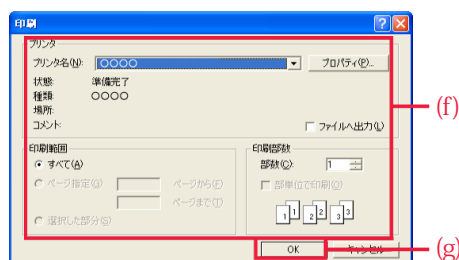 印刷
プリンタ
プリンタ名(N): ○○○○ プロパティ(P)...
状態: 準備完了
種類: ○○○○
場所:
コメント: ファイルへ出力(L)
(f)
印刷範囲
すべて(A)
ページ指定(G) ページから(F)
ページまで(T)
選択した部分(S)
印刷部数
部数(C): 1
部単位で印刷(O)
1 1 2 2 3 3
OK キャンセル
(g)